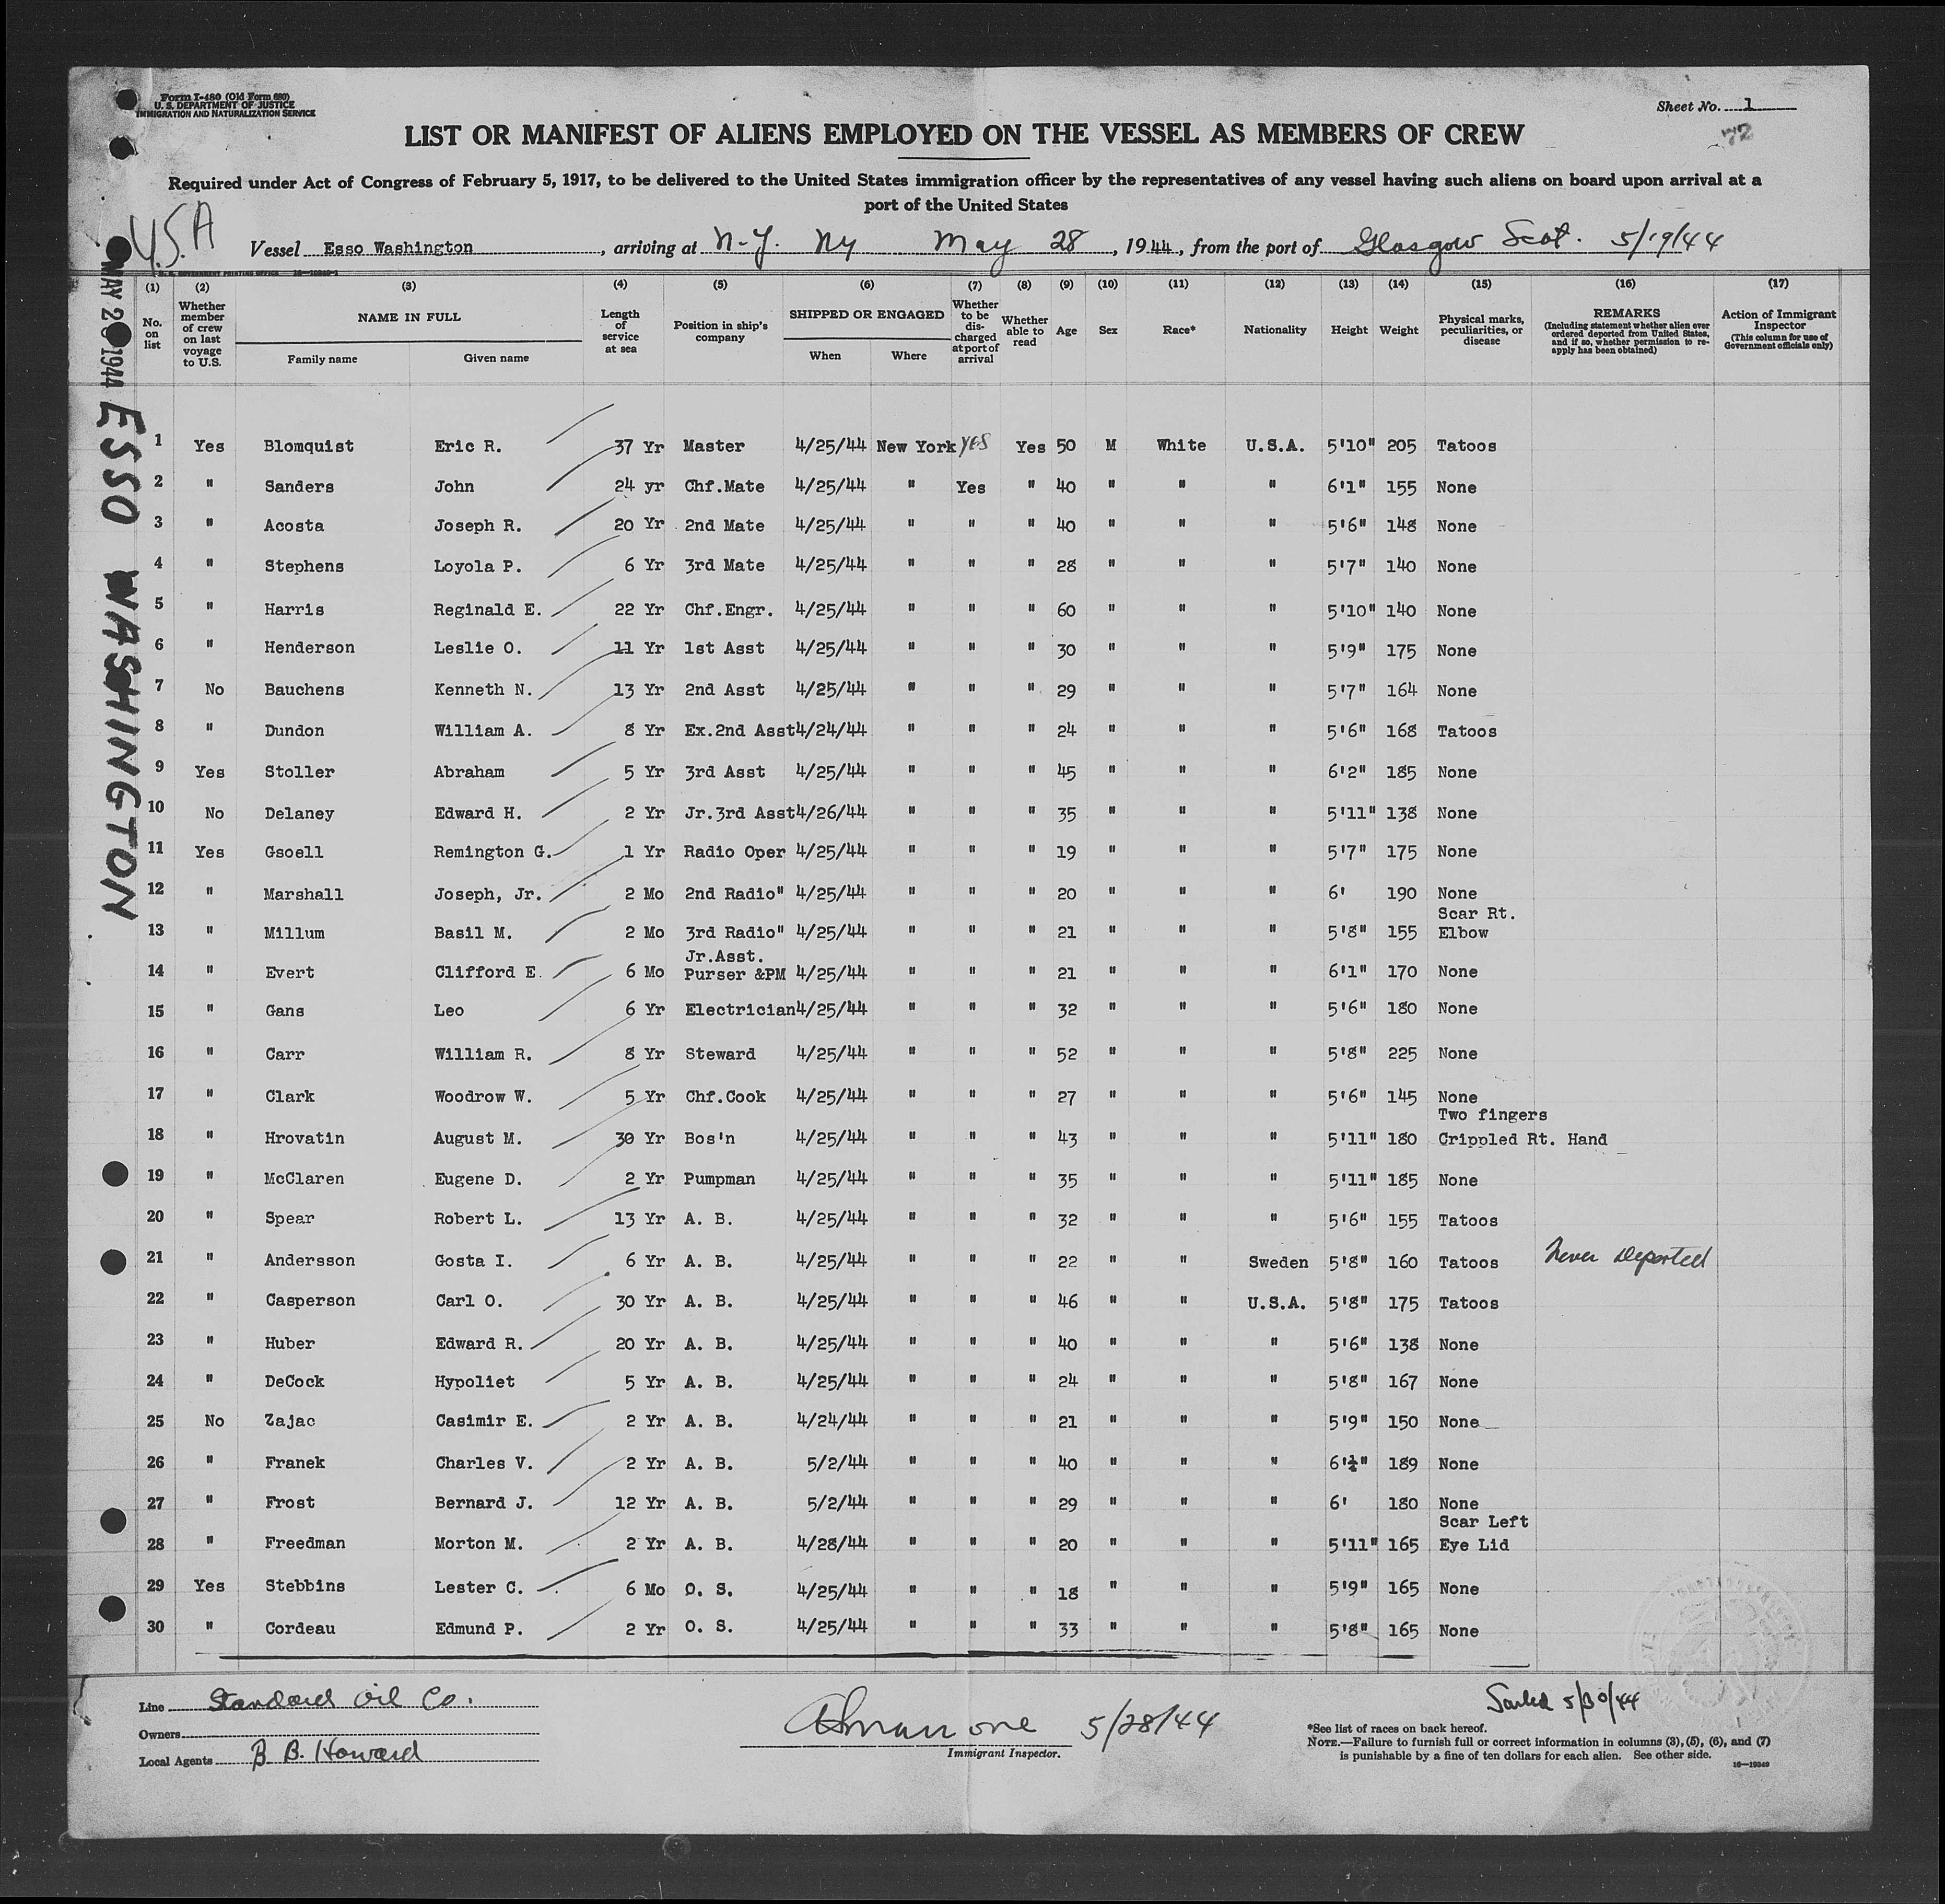 Form I-480 (Old Form 680)
U. S. DEPARTMENT OF JUSTICE
IMMIGRATION AND NATURALIZATION SERVICE
Sheet No. 1
72
LIST OR MANIFEST OF ALIENS EMPLOYED ON THE VESSEL AS MEMBERS OF CREW
Required under Act of Congress of February 5, 1917, to be delivered to the United States immigration officer by the representatives of any vessel having such aliens on board upon arrival at a
port of the United States
U.S.A
Vessel Esso Washington, arriving at N.Y. NY May 28, 1944, from the port of Glasgow Scot. 5/19/44
MAY 28 1944 ESSO WASHINGTON
(1) (2) (3) (4) (5) (6) (7) (8) (9) (10) (11) (12) (13) (14) (15) (16) (17)
No. on list
Whether member of crew on last voyage to U.S.
NAME IN FULL
Family name Given name
Length of service at sea
Position in ship's company
SHIPPED OR ENGAGED
When Where
Whether to be discharged at port of arrival
Whether able to read
Age
Sex
Race*
Nationality
Height
Weight
Physical marks, peculiarities, or disease
REMARKS
(Including statement whether alien ever ordered deported from United States, and if so, whether permission to reapply has been obtained)
Action of Immigrant Inspector
(This column for use of Government officials only)
1 Yes Blomquist Eric R. 37 Yr Master 4/25/44 New York YES Yes 50 M White U.S.A. 5'10" 205 Tatoos
2 " Sanders John 24 yr Chf.Mate 4/25/44 " Yes " 40 " " " 6'1" 155 None
3 " Acosta Joseph R. 20 Yr 2nd Mate 4/25/44 " " " 40 " " " 5'6" 148 None
4 " Stephens Loyola P. 6 Yr 3rd Mate 4/25/44 " " " 28 " " " 5'7" 140 None
5 " Harris Reginald E. 22 Yr Chf.Engr. 4/25/44 " " " 60 " " " 5'10" 140 None
6 " Henderson Leslie O. 11 Yr 1st Asst 4/25/44 " " " 30 " " " 5'9" 175 None
7 No Bauchens Kenneth N. 13 Yr 2nd Asst 4/25/44 " " " 29 " " " 5'7" 164 None
8 " Dundon William A. 8 Yr Ex.2nd Asst 4/24/44 " " " 24 " " " 5'6" 168 Tatoos
9 Yes Stoller Abraham 5 Yr 3rd Asst 4/25/44 " " " 45 " " " 6'2" 185 None
10 No Delaney Edward H. 2 Yr Jr.3rd Asst 4/26/44 " " " 35 " " " 5'11" 138 None
11 Yes Gsoell Remington G. 1 Yr Radio Oper 4/25/44 " " " 19 " " " 5'7" 175 None
12 " Marshall Joseph, Jr. 2 Mo 2nd Radio" 4/25/44 " " " 20 " " " 6' 190 None
Scar Rt.
13 " Millum Basil M. 2 Mo 3rd Radio" 4/25/44 " " " 21 " " " 5'8" 155 Elbow
Jr.Asst.
14 " Evert Clifford E. 6 Mo Purser &PM 4/25/44 " " " 21 " " " 6'1" 170 None
15 " Gans Leo 6 Yr Electrician 4/25/44 " " " 32 " " " 5'6" 180 None
16 " Carr William R. 8 Yr Steward 4/25/44 " " " 52 " " " 5'8" 225 None
17 " Clark Woodrow W. 5 Yr Chf.Cook 4/25/44 " " " 27 " " " 5'6" 145 None
Two fingers
18 " Hrovatin August M. 30 Yr Bos'n 4/25/44 " " " 43 " " " 5'11" 180 Crippled Rt. Hand
19 " McClaren Eugene D. 2 Yr Pumpman 4/25/44 " " " 35 " " " 5'11" 185 None
20 " Spear Robert L. 13 Yr A. B. 4/25/44 " " " 32 " " " 5'6" 155 Tatoos
21 " Andersson Gosta I. 6 Yr A. B. 4/25/44 " " " 22 " " Sweden 5'8" 160 Tatoos Never Deported
22 " Casperson Carl O. 30 Yr A. B. 4/25/44 " " " 46 " " U.S.A. 5'8" 175 Tatoos
23 " Huber Edward R. 20 Yr A. B. 4/25/44 " " " 40 " " " 5'6" 138 None
24 " DeCock Hypoliet 5 Yr A. B. 4/25/44 " " " 24 " " " 5'8" 167 None
25 No Zajac Casimir E. 2 Yr A. B. 4/24/44 " " " 21 " " " 5'9" 150 None
26 " Franek Charles V. 2 Yr A. B. 5/2/44 " " " 40 " " " 6'½" 189 None
27 " Frost Bernard J. 12 Yr A. B. 5/2/44 " " " 29 " " " 6' 180 None
Scar Left
28 " Freedman Morton M. 2 Yr A. B. 4/28/44 " " " 20 " " " 5'11" 165 Eye Lid
29 Yes Stebbins Lester C. 6 Mo O. S. 4/25/44 " " " 18 " " " 5'9" 165 None
30 " Cordeau Edmund P. 2 Yr O. S. 4/25/44 " " " 33 " " " 5'8" 165 None
Line Standard Oil Co.
Owners
Local Agents B. B. Howard
5/28/44
Immigrant Inspector.
Sailed 5/30/44
*See list of races on back hereof.
NOTE.—Failure to furnish full or correct information in columns (3), (5), (6), and (7)
is punishable by a fine of ten dollars for each alien. See other side.
16—19349